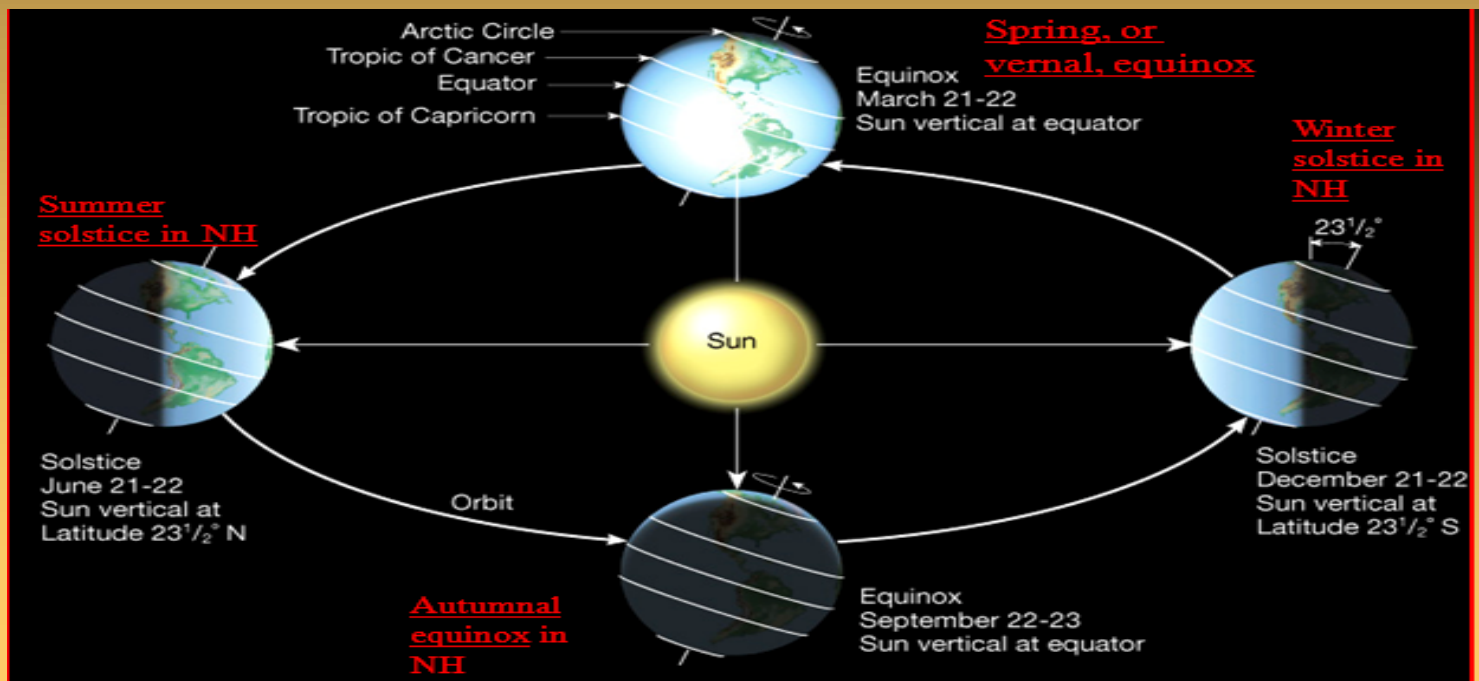 Arctic Circle
Tropic of Cancer
Equator
Tropic of Capricorn
Spring, or
vernal, equinox
Equinox
March 21-22
Sun vertical at equator
Winter
solstice in
NH
23¹/₂°
Summer
solstice in NH
Sun
Solstice
June 21-22
Sun vertical at
Latitude 23¹/₂° N
Orbit
Solstice
December 21-22
Sun vertical at
Latitude 23¹/₂° S
Autumnal
equinox in
NH
Equinox
September 22-23
Sun vertical at equator